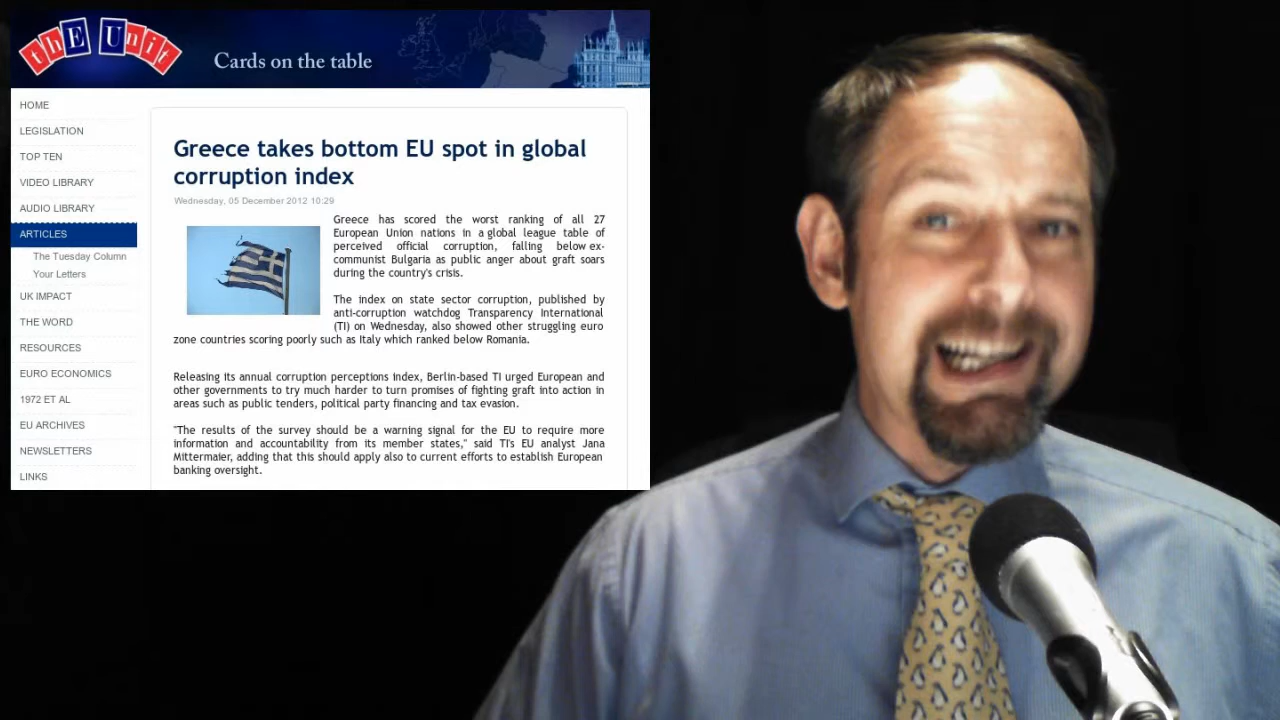 thE Unit
Cards on the table
HOME
LEGISLATION
TOP TEN
VIDEO LIBRARY
AUDIO LIBRARY
ARTICLES
The Tuesday Column
Your Letters
UK IMPACT
THE WORD
RESOURCES
EURO ECONOMICS
1972 ET AL
EU ARCHIVES
NEWSLETTERS
LINKS
Greece takes bottom EU spot in global
corruption index
Wednesday, 05 December 2012 10:29
Greece has scored the worst ranking of all 27
European Union nations in a global league table of
perceived official corruption, falling below ex-
communist Bulgaria as public anger about graft soars
during the country's crisis.
The index on state sector corruption, published by
anti-corruption watchdog Transparency International
(TI) on Wednesday, also showed other struggling euro
zone countries scoring poorly such as Italy which ranked below Romania.
Releasing its annual corruption perceptions index, Berlin-based TI urged European and
other governments to try much harder to turn promises of fighting graft into action in
areas such as public tenders, political party financing and tax evasion.
"The results of the survey should be a warning signal for the EU to require more
information and accountability from its member states," said TI's EU analyst Jana
Mittermaier, adding that this should apply also to current efforts to establish European
banking oversight.